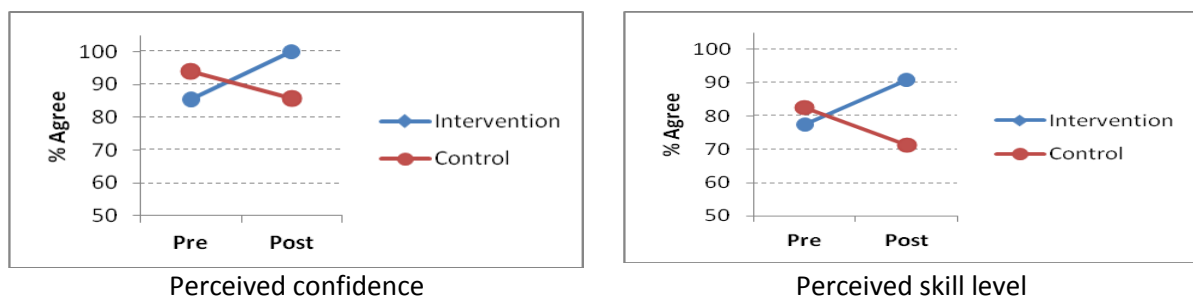 100
90
80
70
60
50
% Agree
Pre Post
Intervention
Control
Perceived confidence
100
90
80
70
60
50
% Agree
Pre Post
Intervention
Control
Perceived skill level